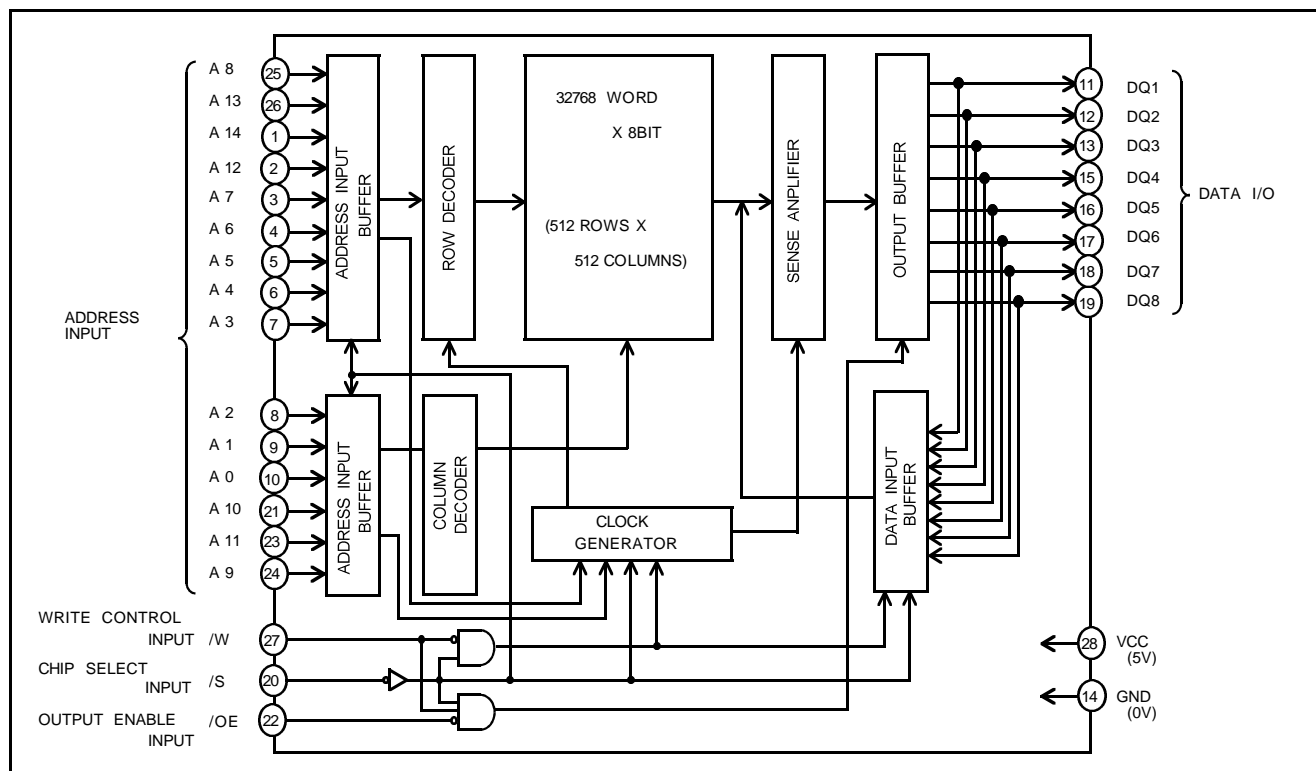 ADDRESS
INPUT
A 8 25
A 13 26
A 14 1
A 12 2
A 7 3
A 6 4
A 5 5
A 4 6
A 3 7
A 2 8
A 1 9
A 0 10
A 10 21
A 11 23
A 9 24
WRITE CONTROL
INPUT /W 27
CHIP SELECT
INPUT /S 20
OUTPUT ENABLE /OE 22
INPUT
ADDRESS INPUT
BUFFER
ROW DECODER
32768 WORD
X 8BIT
(512 ROWS X
512 COLUMNS)
SENSE ANPLIFIER
OUTPUT BUFFER
ADDRESS INPUT
BUFFER
COLUMN
DECODER
CLOCK
GENERATOR
DATA INPUT
BUFFER
11 DQ1
12 DQ2
13 DQ3
15 DQ4
16 DQ5
17 DQ6
18 DQ7
19 DQ8
DATA I/O
28 VCC
(5V)
14 GND
(0V)